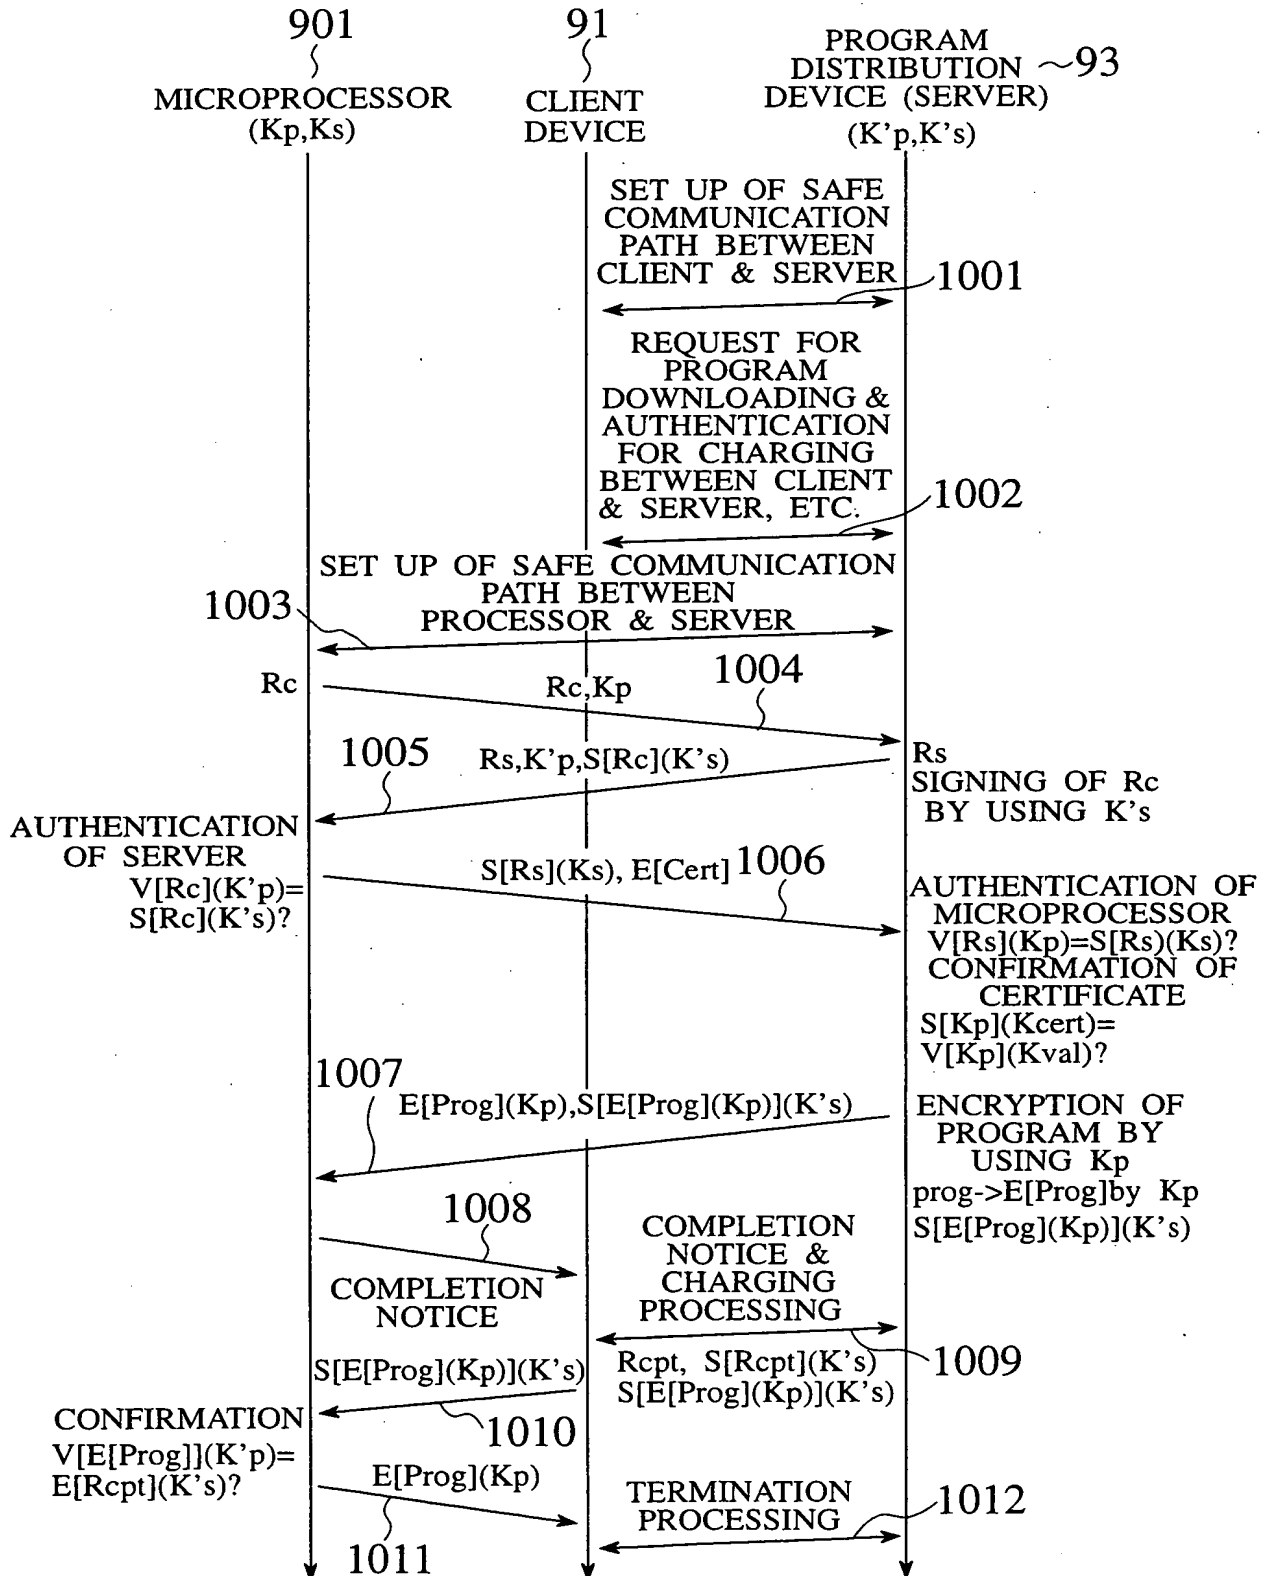 901
91
PROGRAM
DISTRIBUTION
DEVICE (SERVER)
93
MICROPROCESSOR
(Kp,Ks)
CLIENT
DEVICE
(K'p,K's)
SET UP OF SAFE
COMMUNICATION
PATH BETWEEN
CLIENT & SERVER
1001
REQUEST FOR
PROGRAM
DOWNLOADING &
AUTHENTICATION
FOR CHARGING
BETWEEN CLIENT
& SERVER, ETC.
1002
SET UP OF SAFE COMMUNICATION
PATH BETWEEN
PROCESSOR & SERVER
1003
Rc
Rc,Kp
1004
1005
Rs,K'p,S[Rc](K's)
Rs
SIGNING OF Rc
BY USING K's
AUTHENTICATION
OF SERVER
V[Rc](K'p)=
S[Rc](K's)?
S[Rs](Ks), E[Cert]
1006
AUTHENTICATION OF
MICROPROCESSOR
V[Rs](Kp)=S[Rs)(Ks)?
CONFIRMATION OF
CERTIFICATE
S[Kp](Kcert)=
V[Kp](Kval)?
1007
E[Prog](Kp),S[E[Prog](Kp)](K's)
ENCRYPTION OF
PROGRAM BY
USING Kp
prog->E[Prog]by Kp
S[E[Prog](Kp)](K's)
1008
COMPLETION
NOTICE
COMPLETION
NOTICE &
CHARGING
PROCESSING
1009
Rcpt, S[Rcpt](K's)
S[E[Prog](Kp)](K's)
S[E[Prog](Kp)](K's)
1010
CONFIRMATION
V[E[Prog]](K'p)=
E[Rcpt](K's)?
E[Prog](Kp)
1011
TERMINATION
PROCESSING
1012